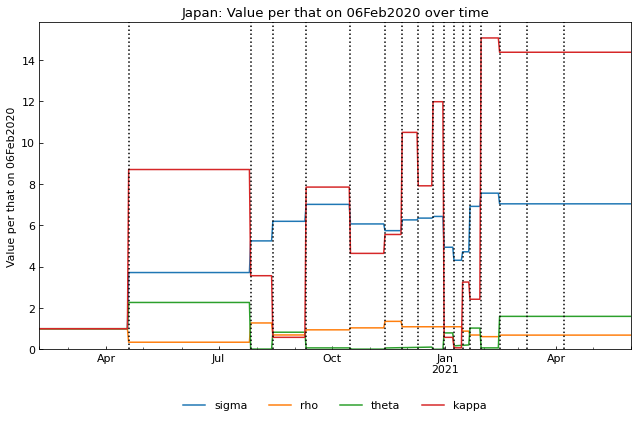 Japan: Value per that on 06Feb2020 over time
Value per that on 06Feb2020
14
12
10
8
6
4
2
0
Apr Jul Oct Jan Apr
2021
sigma rho theta kappa